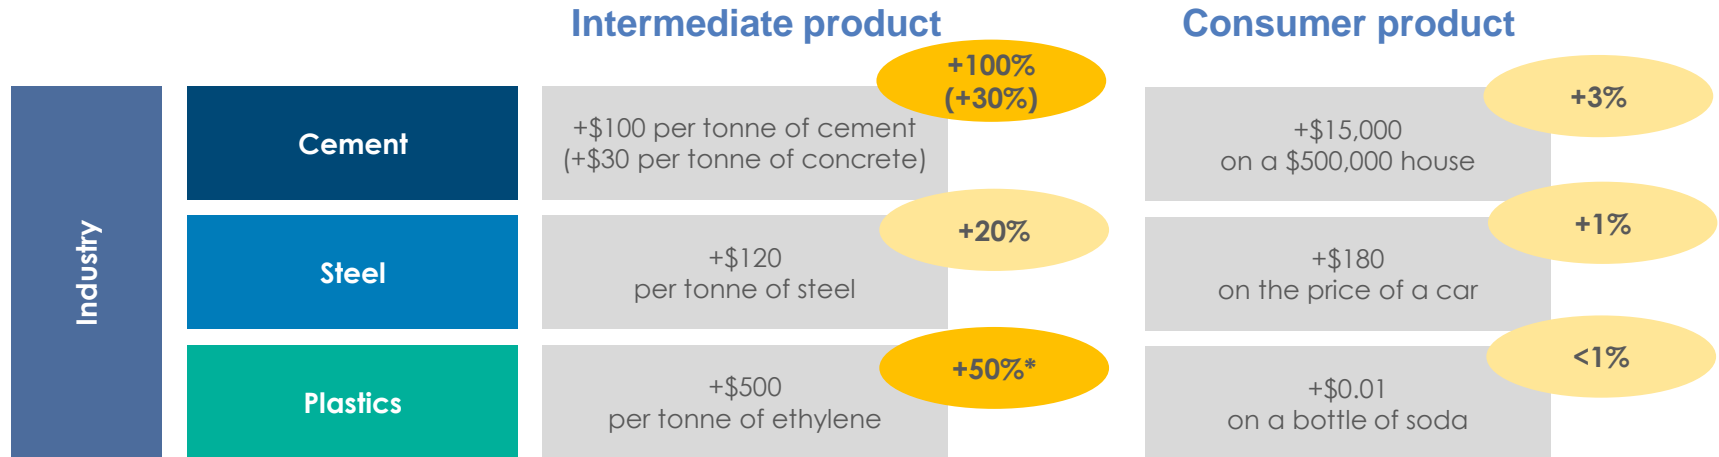 Intermediate product
Consumer product
Industry
Cement
+$100 per tonne of cement
(+$30 per tonne of concrete)
+100%
(+30%)
+$15,000
on a $500,000 house
+3%
Steel
+$120
per tonne of steel
+20%
+$180
on the price of a car
+1%
Plastics
+$500
per tonne of ethylene
+50%*
+$0.01
on a bottle of soda
<1%